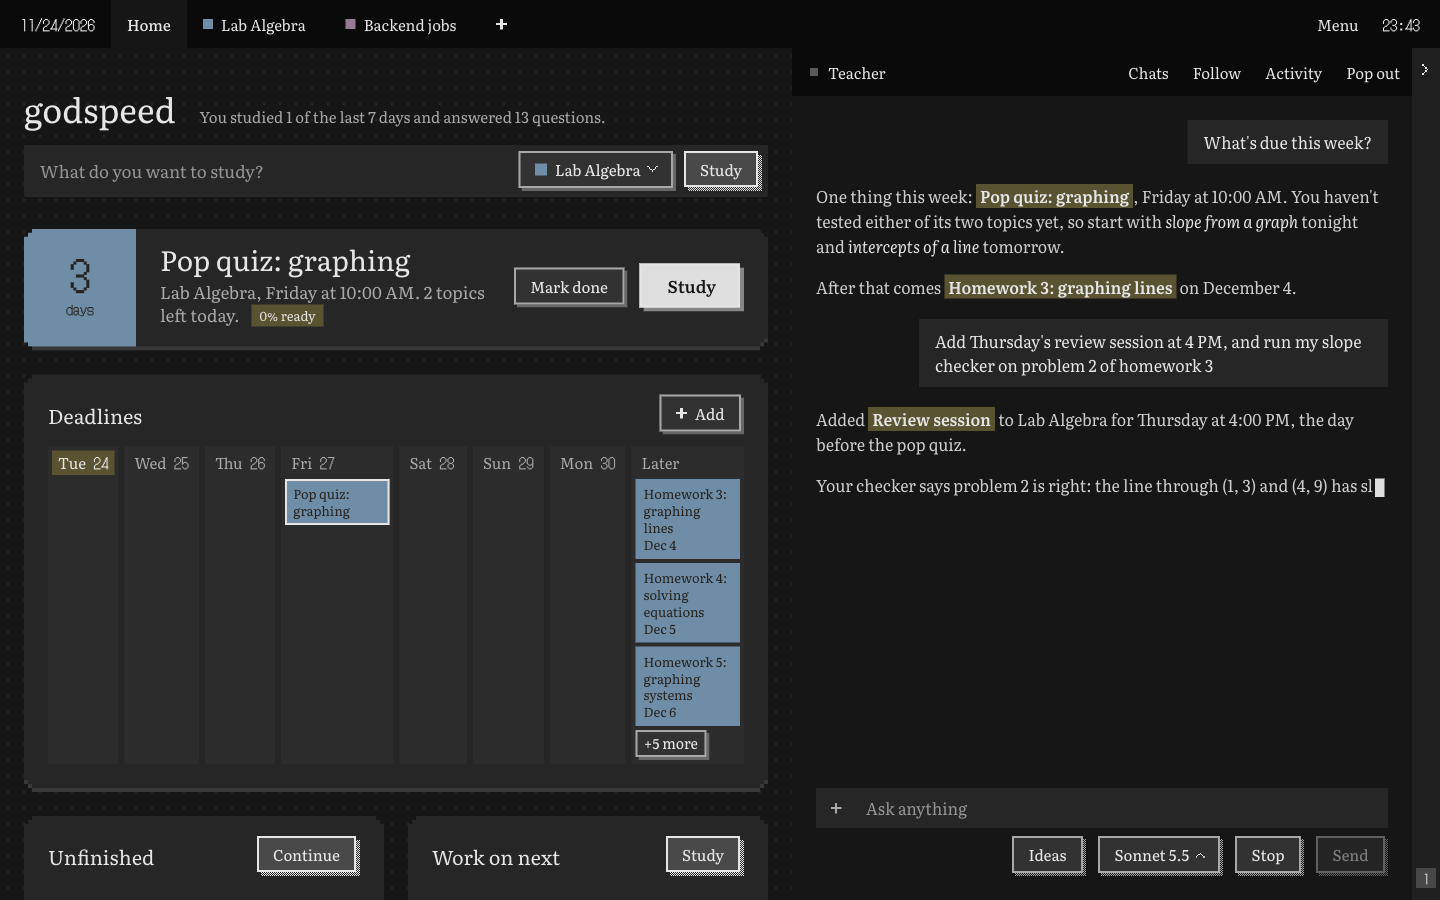 11/24/2026
Home
Lab Algebra
Backend jobs
+
Menu
23:43
godspeed
You studied 1 of the last 7 days and answered 13 questions.
What do you want to study?
Lab Algebra
Study
3
days
Pop quiz: graphing
Lab Algebra, Friday at 10:00 AM. 2 topics
left today.
0% ready
Mark done
Study
Deadlines
+ Add
Tue 24
Wed 25
Thu 26
Fri 27
Sat 28
Sun 29
Mon 30
Later
Pop quiz:
graphing
Homework 3:
graphing
lines
Dec 4
Homework 4:
solving
equations
Dec 5
Homework 5:
graphing
systems
Dec 6
+5 more
Unfinished
Continue
Work on next
Study
Teacher
Chats
Follow
Activity
Pop out
What's due this week?
One thing this week: Pop quiz: graphing, Friday at 10:00 AM. You haven't
tested either of its two topics yet, so start with slope from a graph tonight
and intercepts of a line tomorrow.
After that comes Homework 3: graphing lines on December 4.
Add Thursday's review session at 4 PM, and run my slope
checker on problem 2 of homework 3
Added Review session to Lab Algebra for Thursday at 4:00 PM, the day
before the pop quiz.
Your checker says problem 2 is right: the line through (1, 3) and (4, 9) has sl
+ Ask anything
Ideas
Sonnet 5.5
Stop
Send
1